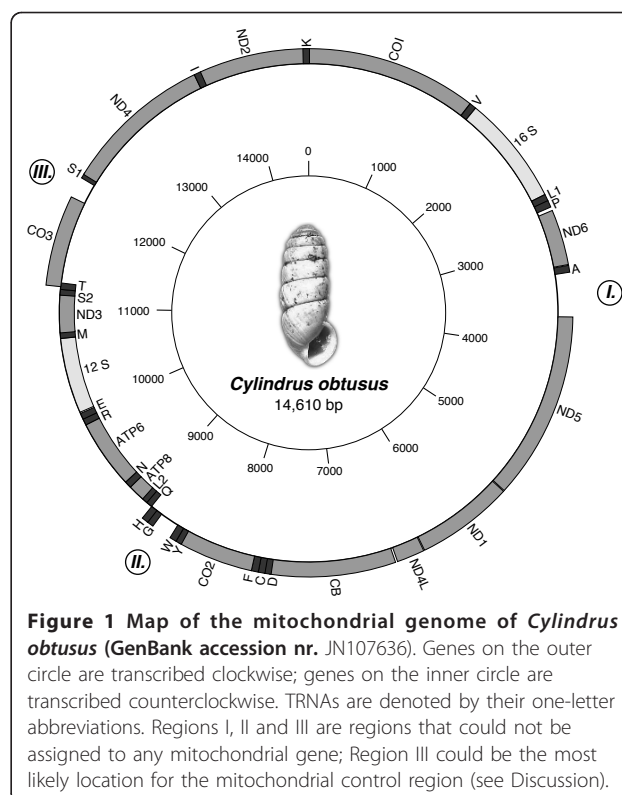 K
COI
V
16 S
L1
P
ND6
A
I.
ND5
ND1
ND4L
CB
D
C
F
CO2
Y
W
II.
G
H
Q
L2
ATP8
N
ATP6
R
E
12 S
M
ND3
S2
T
CO3
III.
S1
ND4
I
ND2
0
1000
2000
3000
4000
5000
6000
7000
8000
9000
10000
11000
12000
13000
14000
Cylindrus obtusus
14,610 bp
Figure 1 Map of the mitochondrial genome of Cylindrus
obtusus (GenBank accession nr. JN107636). Genes on the outer
circle are transcribed clockwise; genes on the inner circle are
transcribed counterclockwise. TRNAs are denoted by their one-letter
abbreviations. Regions I, II and III are regions that could not be
assigned to any mitochondrial gene; Region III could be the most
likely location for the mitochondrial control region (see Discussion).